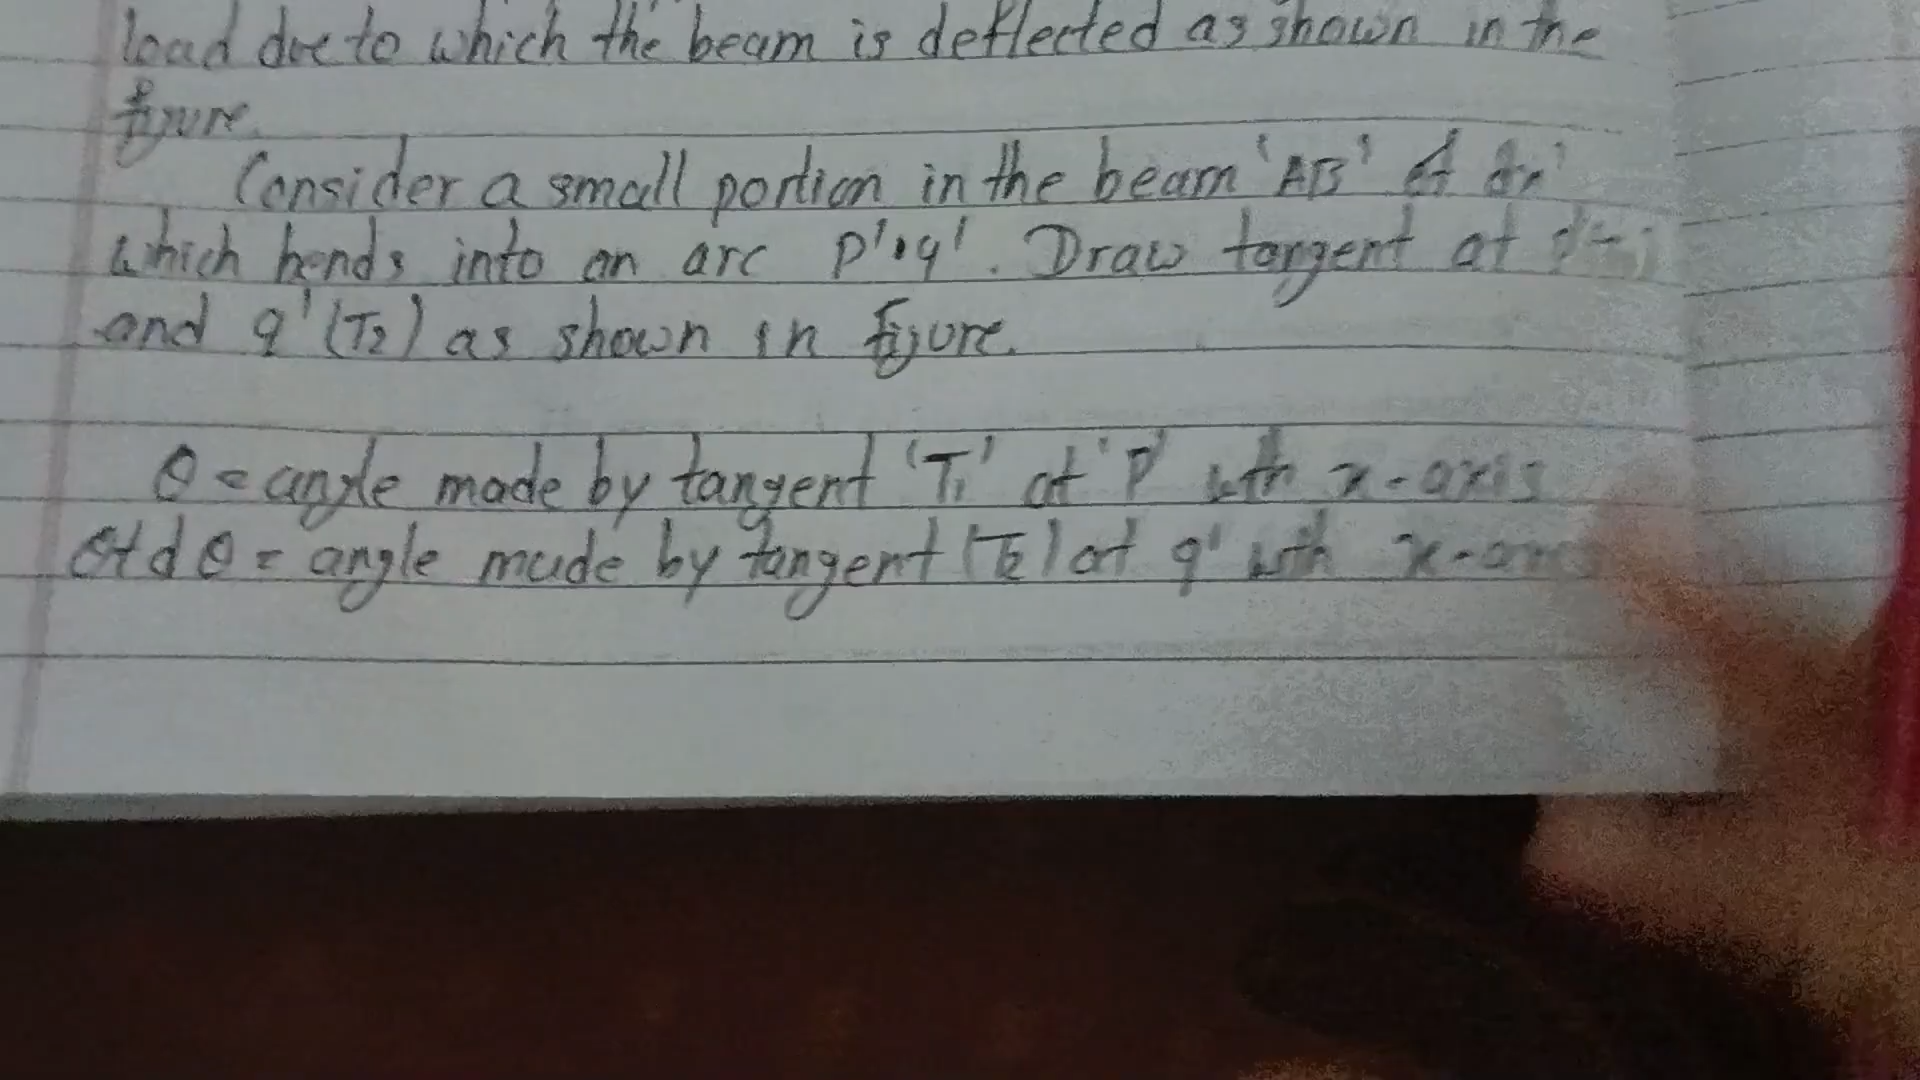 load due to which the beam is deflected as shown in the
figure.
Consider a small portion in the beam 'AB' of dx'
which bends into an arc p'q'. Draw tangent at
and q' (T2) as shown in figure.
θ = angle made by tangent 'T1' at 'P' with x-axis
θ+dθ = angle made by tangent (T2) at q' with x-axis